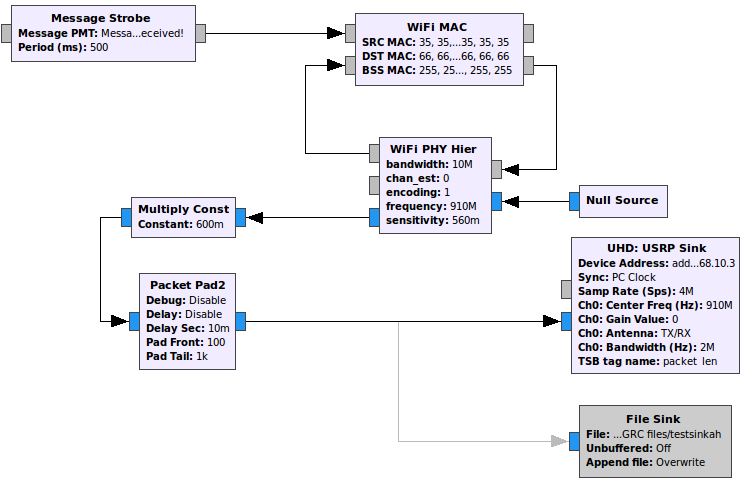 Message Strobe
Message PMT: Messa...eceived!
Period (ms): 500
WiFi MAC
SRC MAC: 35, 35,...35, 35, 35
DST MAC: 66, 66,...66, 66, 66
BSS MAC: 255, 25..., 255, 255
WiFi PHY Hier
bandwidth: 10M
chan_est: 0
encoding: 1
frequency: 910M
sensitivity: 560m
Null Source
Multiply Const
Constant: 600m
Packet Pad2
Debug: Disable
Delay: Disable
Delay Sec: 10m
Pad Front: 100
Pad Tail: 1k
UHD: USRP Sink
Device Address: add...68.10.3
Sync: PC Clock
Samp Rate (Sps): 4M
Ch0: Center Freq (Hz): 910M
Ch0: Gain Value: 0
Ch0: Antenna: TX/RX
Ch0: Bandwidth (Hz): 2M
TSB tag name: packet_len
File Sink
File: ...GRC files/testsinkah
Unbuffered: Off
Append file: Overwrite